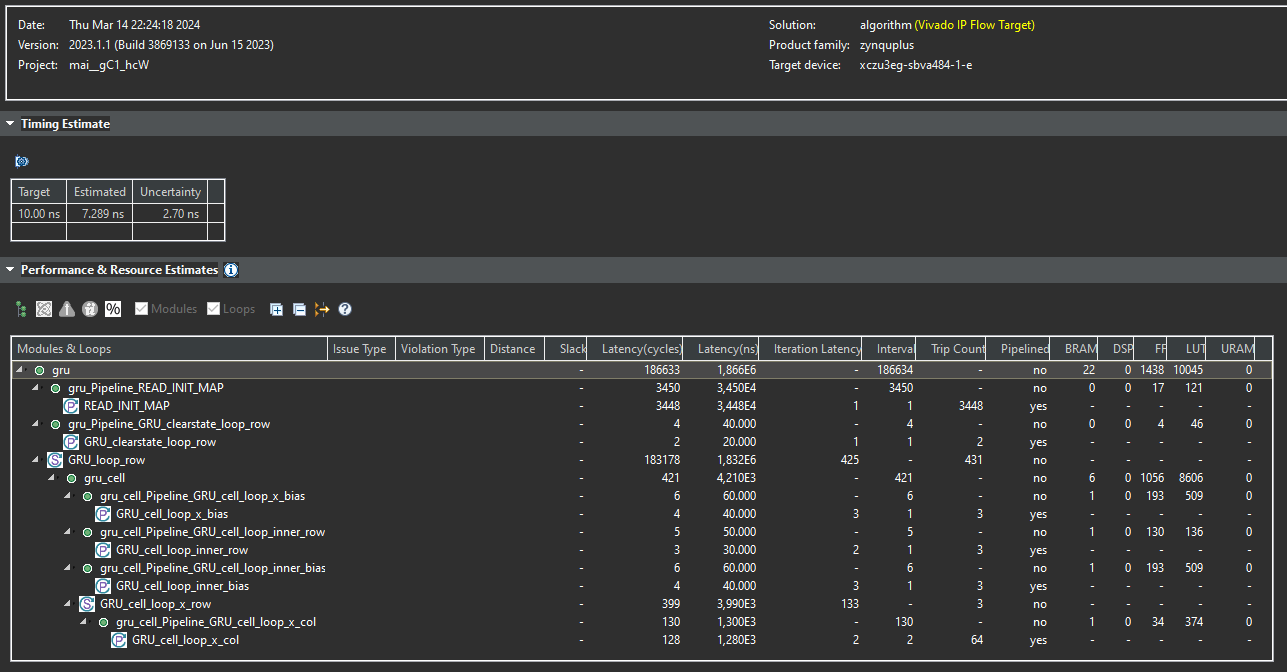 Date: Thu Mar 14 22:24:18 2024 Solution: algorithm (Vivado IP Flow Target)
Version: 2023.1.1 (Build 3869133 on Jun 15 2023) Product family: zynquplus
Project: mai__gC1_hcW Target device: xczu3eg-sbva484-1-e
Timing Estimate
Target Estimated Uncertainty
10.00 ns 7.289 ns 2.70 ns
Performance & Resource Estimates
% Modules Loops
Modules & Loops Issue Type Violation Type Distance Slack Latency(cycles) Latency(ns) Iteration Latency Interval Trip Count Pipelined BRAM DSP FF LUT URAM
gru - 186633 1,866E6 - 186634 - no 22 0 1438 10045 0
gru_Pipeline_READ_INIT_MAP - 3450 3,450E4 - 3450 - no 0 0 17 121 0
READ_INIT_MAP - 3448 3,448E4 1 1 3448 yes - - - - -
gru_Pipeline_GRU_clearstate_loop_row - 4 40.000 - 4 - no 0 0 4 46 0
GRU_clearstate_loop_row - 2 20.000 1 1 2 yes - - - - -
GRU_loop_row - 183178 1,832E6 425 - 431 no - - - - -
gru_cell - 421 4,210E3 - 421 - no 6 0 1056 8606 0
gru_cell_Pipeline_GRU_cell_loop_x_bias - 6 60.000 - 6 - no 1 0 193 509 0
GRU_cell_loop_x_bias - 4 40.000 3 1 3 yes - - - - -
gru_cell_Pipeline_GRU_cell_loop_inner_row - 5 50.000 - 5 - no 1 0 130 136 0
GRU_cell_loop_inner_row - 3 30.000 2 1 3 yes - - - - -
gru_cell_Pipeline_GRU_cell_loop_inner_bias - 6 60.000 - 6 - no 1 0 193 509 0
GRU_cell_loop_inner_bias - 4 40.000 3 1 3 yes - - - - -
GRU_cell_loop_x_row - 399 3,990E3 133 - 3 no - - - - -
gru_cell_Pipeline_GRU_cell_loop_x_col - 130 1,300E3 - 130 - no 1 0 34 374 0
GRU_cell_loop_x_col - 128 1,280E3 2 2 64 yes - - - - -